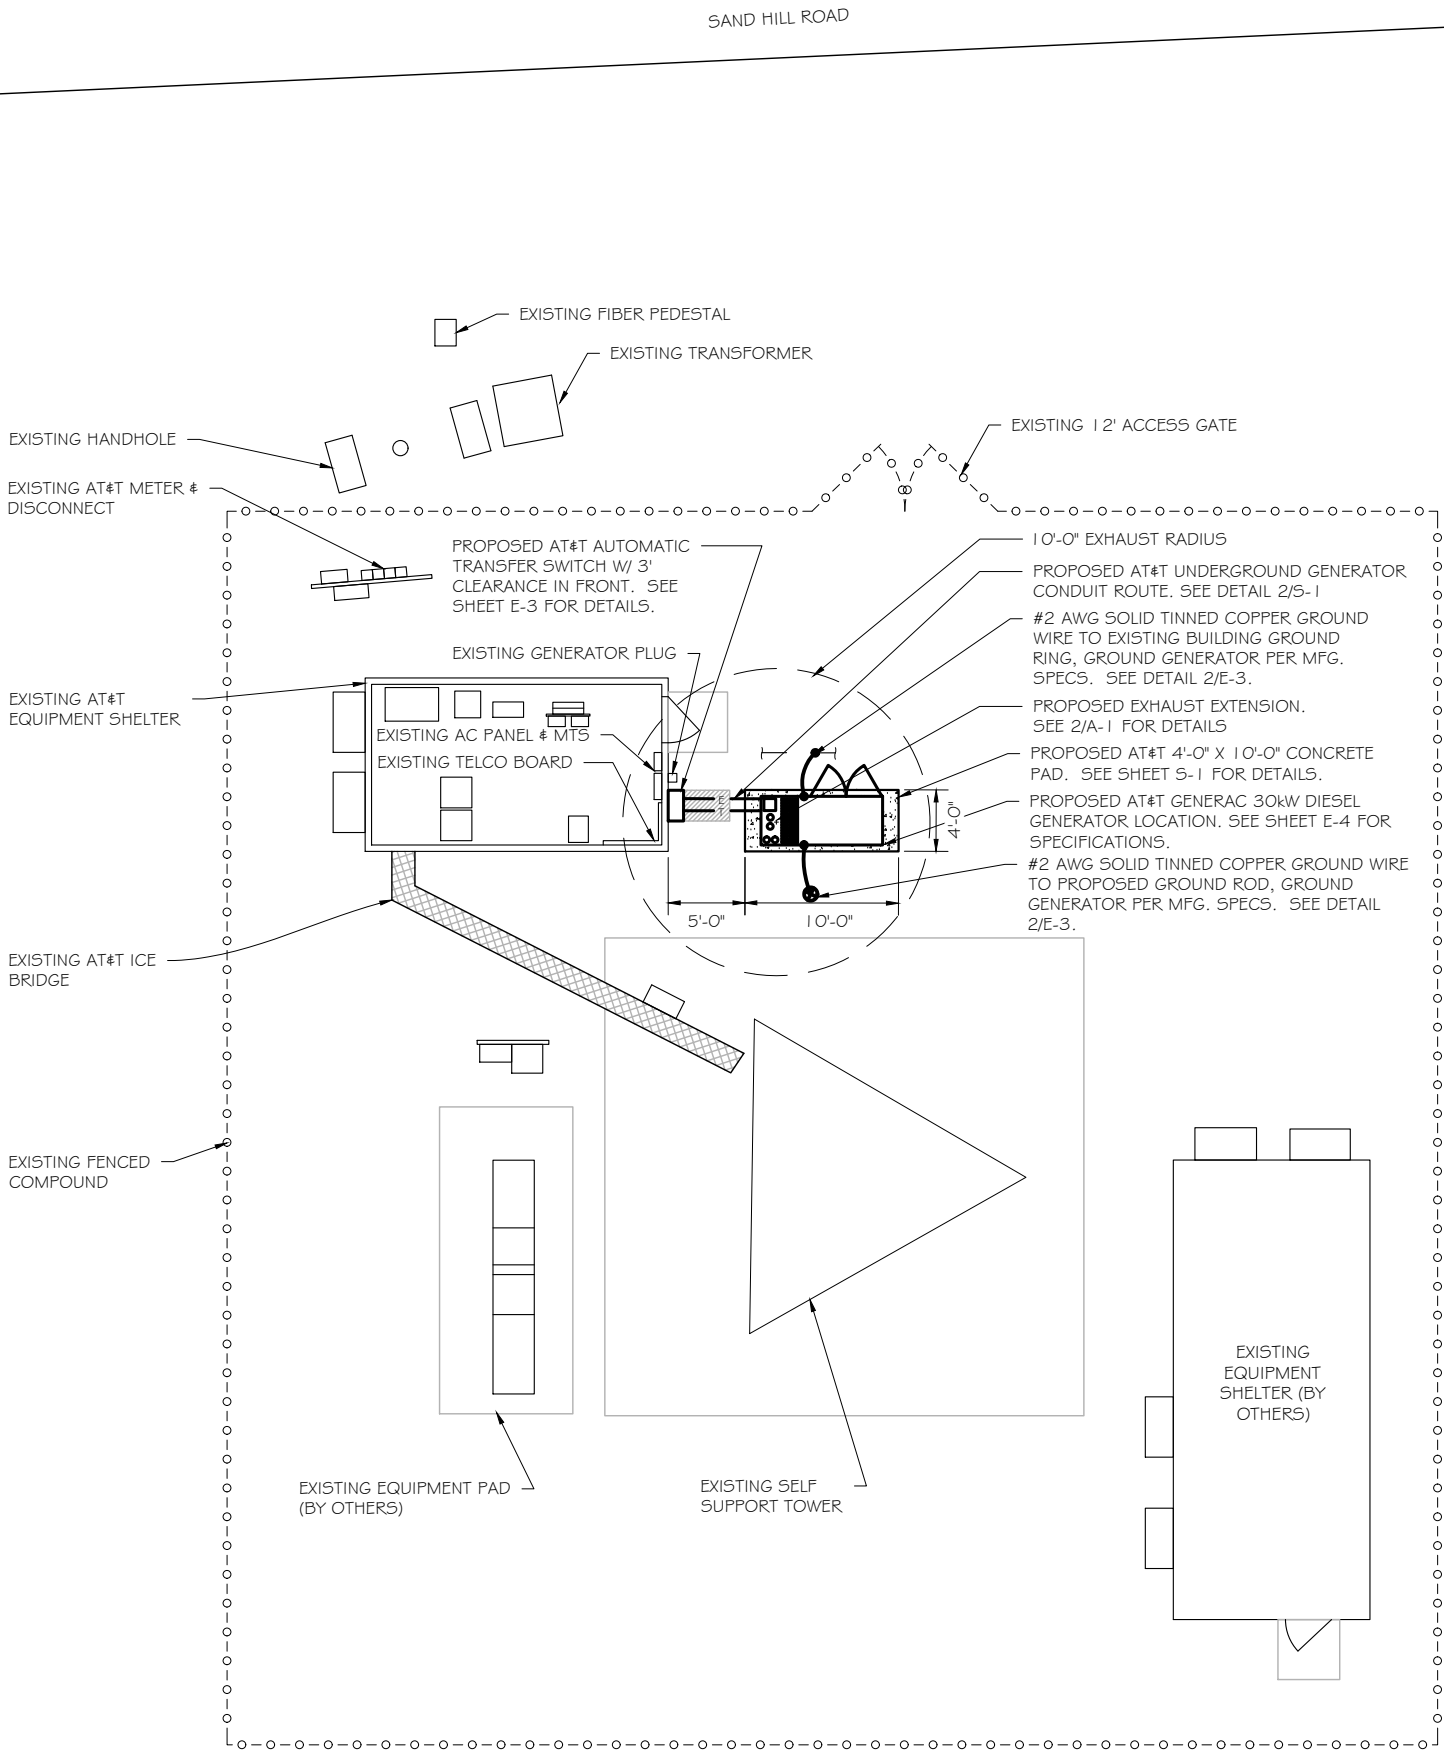 SAND HILL ROAD
EXISTING FIBER PEDESTAL
EXISTING TRANSFORMER
EXISTING HANDHOLE
EXISTING 12' ACCESS GATE
EXISTING AT&T METER &
DISCONNECT
PROPOSED AT&T AUTOMATIC
TRANSFER SWITCH W/ 3'
CLEARANCE IN FRONT. SEE
SHEET E-3 FOR DETAILS.
10'-0" EXHAUST RADIUS
PROPOSED AT&T UNDERGROUND GENERATOR
CONDUIT ROUTE. SEE DETAIL 2/S-1
#2 AWG SOLID TINNED COPPER GROUND
WIRE TO EXISTING BUILDING GROUND
RING, GROUND GENERATOR PER MFG.
SPECS. SEE DETAIL 2/E-3.
EXISTING GENERATOR PLUG
EXISTING AT&T
EQUIPMENT SHELTER
PROPOSED EXHAUST EXTENSION.
SEE 2/A-1 FOR DETAILS
EXISTING AC PANEL & MTS
EXISTING TELCO BOARD
PROPOSED AT&T 4'-0" X 10'-0" CONCRETE
PAD. SEE SHEET S-1 FOR DETAILS.
E
T
4'-0"
PROPOSED AT&T GENERAC 30kW DIESEL
GENERATOR LOCATION. SEE SHEET E-4 FOR
SPECIFICATIONS.
#2 AWG SOLID TINNED COPPER GROUND WIRE
TO PROPOSED GROUND ROD, GROUND
GENERATOR PER MFG. SPECS. SEE DETAIL
2/E-3.
5'-0"
10'-0"
EXISTING AT&T ICE
BRIDGE
EXISTING FENCED
COMPOUND
EXISTING
EQUIPMENT
SHELTER (BY
OTHERS)
EXISTING EQUIPMENT PAD
(BY OTHERS)
EXISTING SELF
SUPPORT TOWER